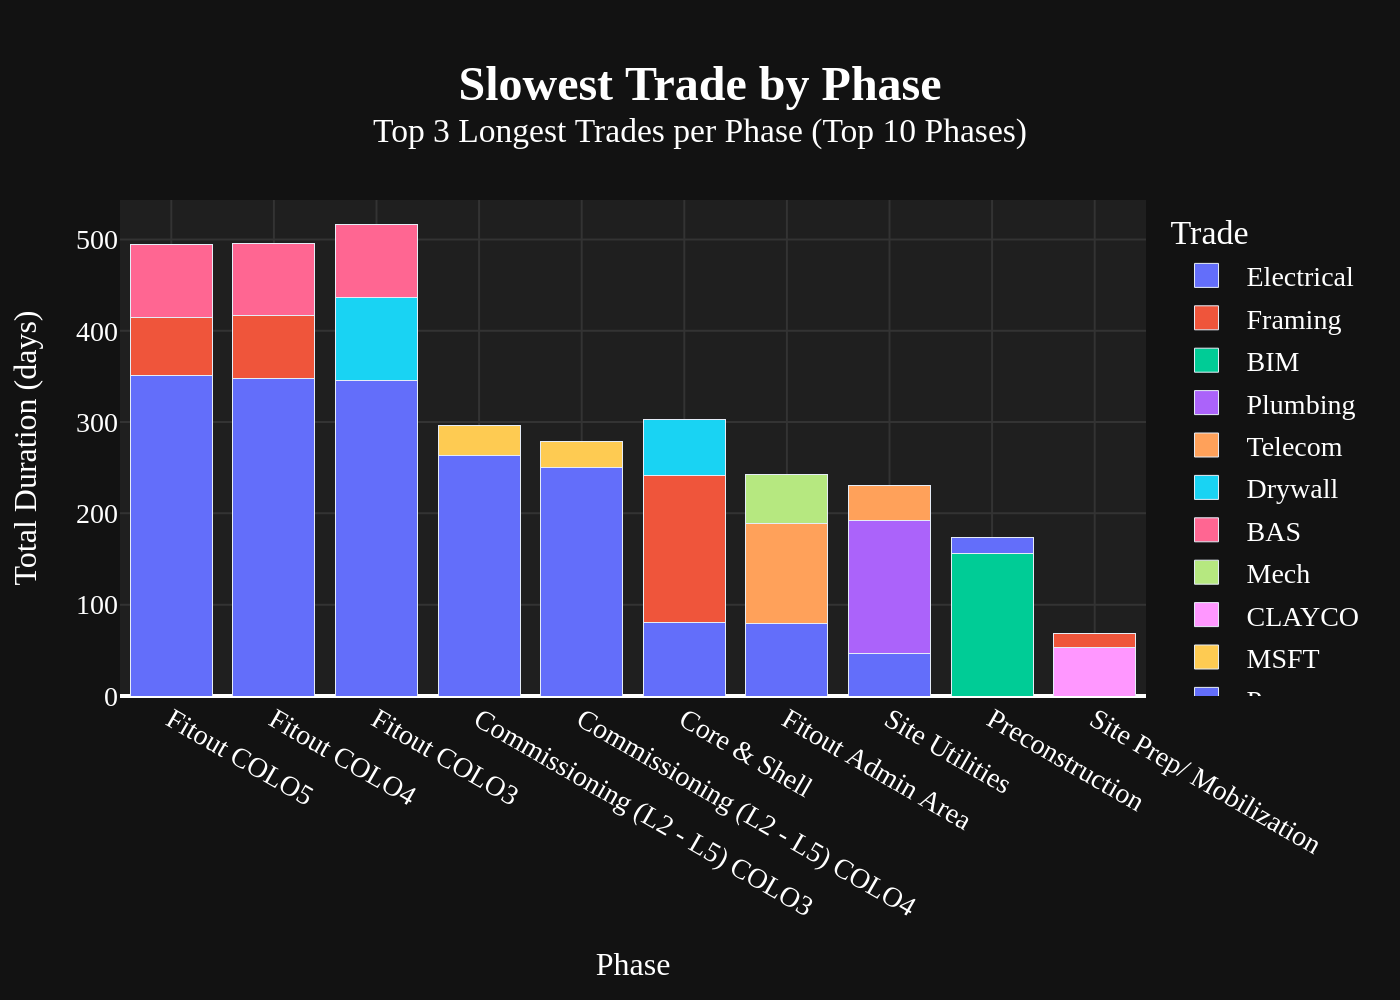 Slowest Trade by Phase
Top 3 Longest Trades per Phase (Top 10 Phases)
Total Duration (days)
500
400
300
200
100
0
Fitout COLO5
Fitout COLO4
Fitout COLO3
Commissioning (L2 - L5) COLO3
Commissioning (L2 - L5) COLO4
Core & Shell
Fitout Admin Area
Site Utilities
Preconstruction
Site Prep/ Mobilization
Phase
Trade
Electrical
Framing
BIM
Plumbing
Telecom
Drywall
BAS
Mech
CLAYCO
MSFT